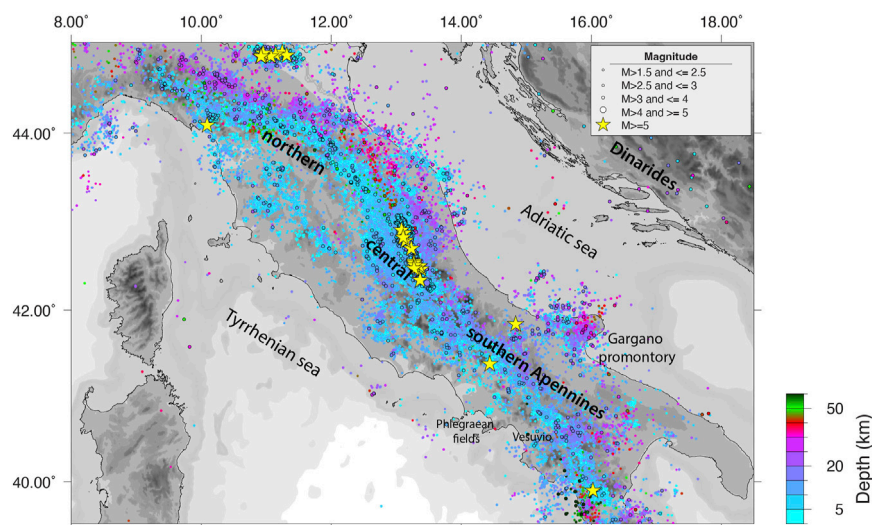 8.00° 10.00° 12.00° 14.00° 16.00° 18.00°
Magnitude
M>1.5 and <= 2.5
M>2.5 and <= 3
M>3 and <= 4
M>4 and >= 5
M>=5
44.00°
northern
Dinarides
Adriatic sea
central
42.00°
Tyrrhenian sea
southern Apennines
Gargano
promontory
Phlegraean
fields
Vesuvio
40.00°
50
20
5
Depth (km)